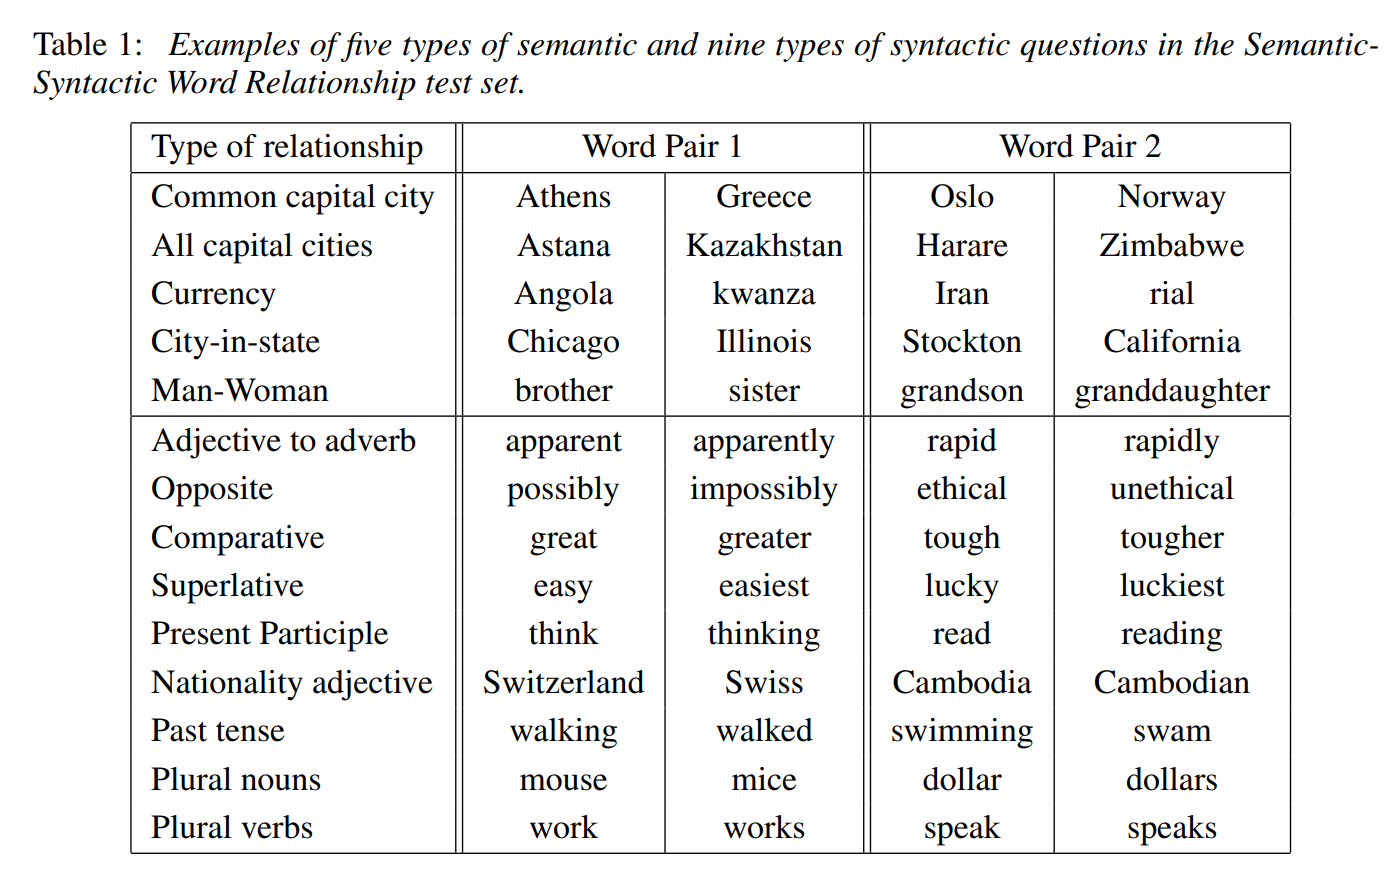 Table 1: Examples of five types of semantic and nine types of syntactic questions in the Semantic-
Syntactic Word Relationship test set.
Type of relationship Word Pair 1 Word Pair 2
Common capital city Athens Greece Oslo Norway
All capital cities Astana Kazakhstan Harare Zimbabwe
Currency Angola kwanza Iran rial
City-in-state Chicago Illinois Stockton California
Man-Woman brother sister grandson granddaughter
Adjective to adverb apparent apparently rapid rapidly
Opposite possibly impossibly ethical unethical
Comparative great greater tough tougher
Superlative easy easiest lucky luckiest
Present Participle think thinking read reading
Nationality adjective Switzerland Swiss Cambodia Cambodian
Past tense walking walked swimming swam
Plural nouns mouse mice dollar dollars
Plural verbs work works speak speaks